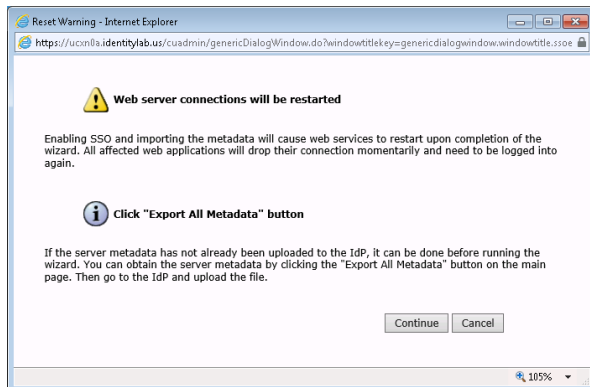 Reset Warning - Internet Explorer
https://ucxn0a.identitylab.us/cuadmin/genericDialogWindow.do?windowtitlekey=genericdialogwindow.windowtitle.ssoe
Web server connections will be restarted
Enabling SSO and importing the metadata will cause web services to restart upon completion of the
wizard. All affected web applications will drop their connection momentarily and need to be logged into
again.
Click "Export All Metadata" button
If the server metadata has not already been uploaded to the IdP, it can be done before running the
wizard. You can obtain the server metadata by clicking the "Export All Metadata" button on the main
page. Then go to the IdP and upload the file.
Continue Cancel
105%